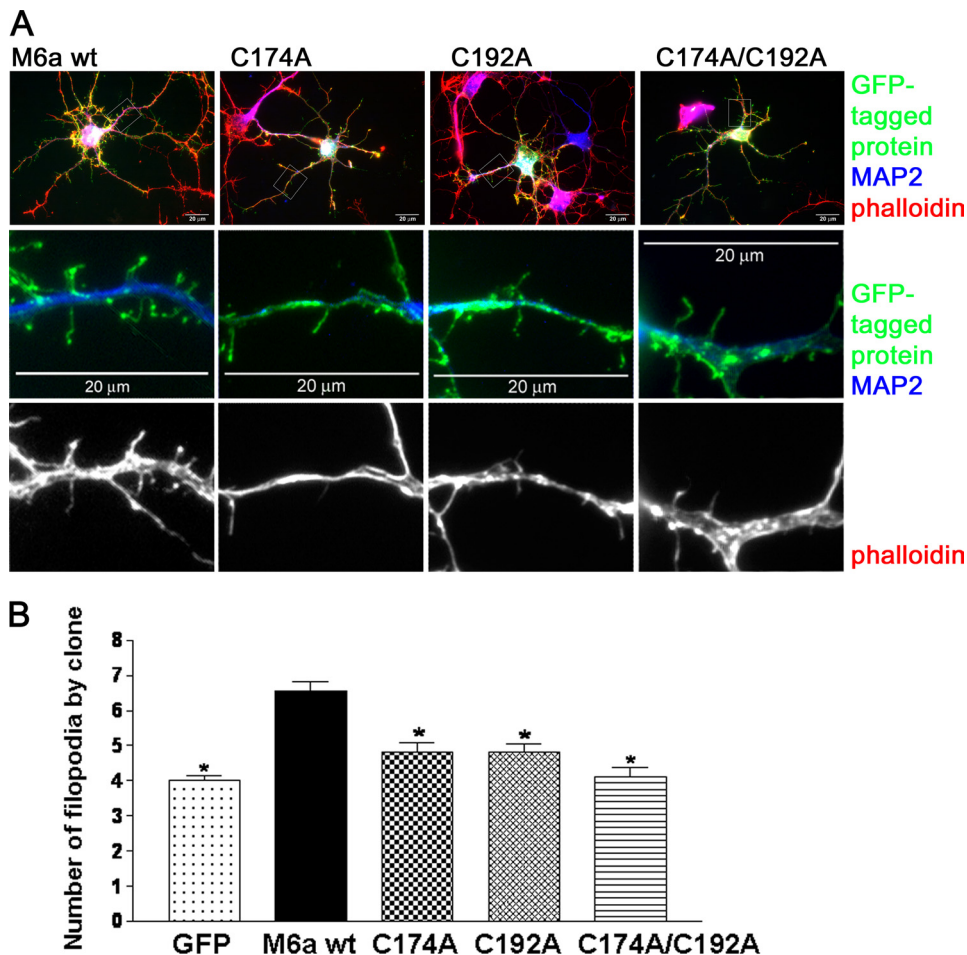 A
M6a wt
C174A
C192A
C174A/C192A
GFP-
tagged
protein
MAP2
phalloidin
20 µm
20 µm
20 µm
20 µm
GFP-
tagged
protein
MAP2
20 µm
20 µm
20 µm
20 µm
phalloidin
B
Number of filopodia by clone
8
7
6
5
4
3
2
1
0
*
*
*
*
GFP
M6a wt
C174A
C192A
C174A/C192A